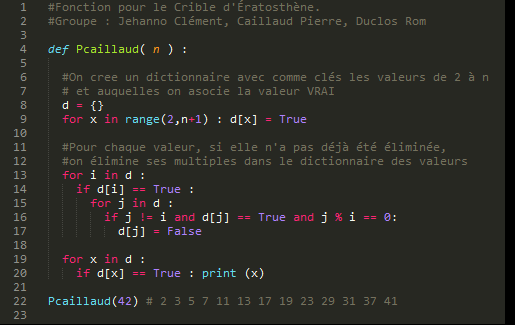 1 #Fonction pour le Crible d'Ératosthène.
2 #Groupe : Jehanno Clément, Caillaud Pierre, Duclos Rom
3
4 def Pcaillaud( n ) :
5
6 #On cree un dictionnaire avec comme clés les valeurs de 2 à n
7 # et auquelles on asocie la valeur VRAI
8 d = {}
9 for x in range(2,n+1) : d[x] = True
10
11 #Pour chaque valeur, si elle n'a pas déjà été éliminée,
12 #on élimine ses multiples dans le dictionnaire des valeurs
13 for i in d :
14 if d[i] == True :
15 for j in d :
16 if j != i and d[j] == True and j % i == 0:
17 d[j] = False
18
19 for x in d :
20 if d[x] == True : print (x)
21
22 Pcaillaud(42) # 2 3 5 7 11 13 17 19 23 29 31 37 41
23